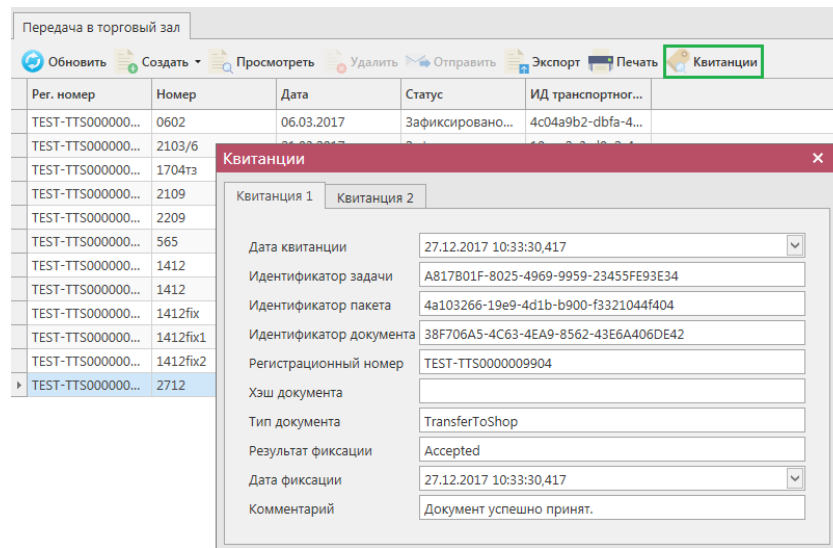 Передача в торговый зал
Обновить Создать Просмотреть Удалить Отправить Экспорт Печать Квитанции
Рег. номер Номер Дата Статус ИД транспортног...
TEST-TTS000000... 0602 06.03.2017 Зафиксировано... 4c04a9b2-dbfa-4...
TEST-TTS000000... 2103/6
TEST-TTS000000... 1704тз
TEST-TTS000000... 2109
TEST-TTS000000... 2209
TEST-TTS000000... 565
TEST-TTS000000... 1412
TEST-TTS000000... 1412
TEST-TTS000000... 1412fix
TEST-TTS000000... 1412fix1
TEST-TTS000000... 1412fix2
TEST-TTS000000... 2712
Квитанции
Квитанция 1 Квитанция 2
Дата квитанции 27.12.2017 10:33:30,417
Идентификатор задачи A817B01F-8025-4969-9959-23455FE93E34
Идентификатор пакета 4a103266-19e9-4d1b-b900-f3321044f404
Идентификатор документа 38F706A5-4C63-4EA9-8562-43E6A406DE42
Регистрационный номер TEST-TTS0000009904
Хэш документа
Тип документа TransferToShop
Результат фиксации Accepted
Дата фиксации 27.12.2017 10:33:30,417
Комментарий Документ успешно принят.